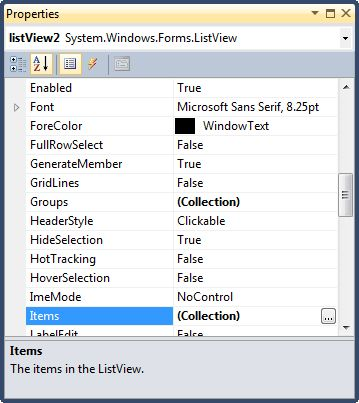 Properties
listView2 System.Windows.Forms.ListView
Enabled True
Font Microsoft Sans Serif, 8.25pt
ForeColor WindowText
FullRowSelect False
GenerateMember True
GridLines False
Groups (Collection)
HeaderStyle Clickable
HideSelection True
HotTracking False
HoverSelection False
ImeMode NoControl
Items (Collection) ...
LabelEdit False
Items
The items in the ListView.